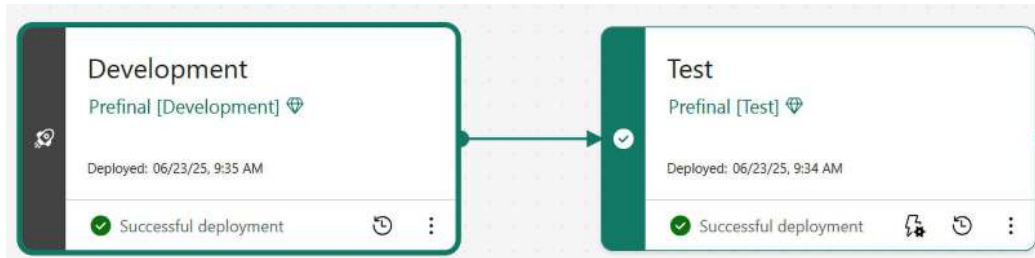 Development
Prefinal [Development]
Deployed: 06/23/25, 9:35 AM
Successful deployment
Test
Prefinal [Test]
Deployed: 06/23/25, 9:34 AM
Successful deployment